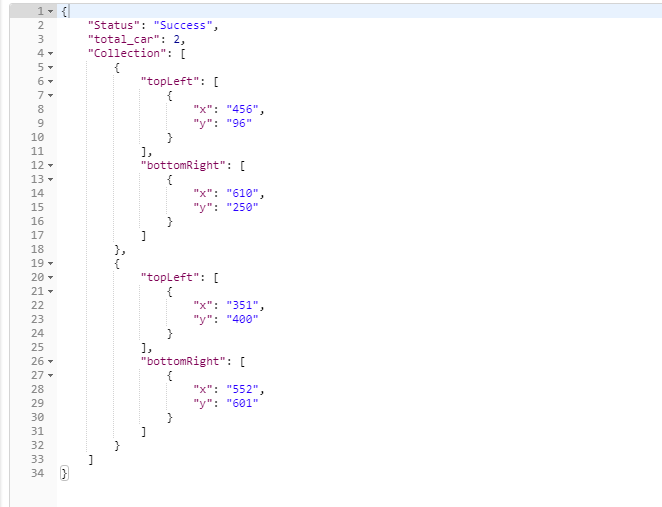 1 {
2     "Status": "Success",
3     "total_car": 2,
4     "Collection": [
5         {
6             "topLeft": [
7                 {
8                     "x": "456",
9                     "y": "96"
10                 }
11             ],
12             "bottomRight": [
13                 {
14                     "x": "610",
15                     "y": "250"
16                 }
17             ]
18         },
19         {
20             "topLeft": [
21                 {
22                     "x": "351",
23                     "y": "400"
24                 }
25             ],
26             "bottomRight": [
27                 {
28                     "x": "552",
29                     "y": "601"
30                 }
31             ]
32         }
33     ]
34 }